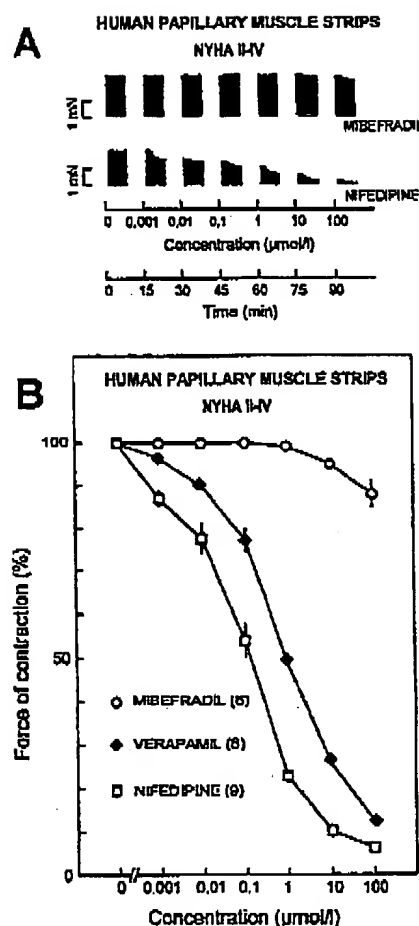 A
HUMAN PAPILLARY MUSCLE STRIPS
NYHA II-IV
1 mN
MIBEFRADIL
1 mN
NIFEDIPINE
0 0,001 0,01 0,1 1 10 100
Concentration (µmol/l)
0 15 30 45 60 75 90
Time (min)
B
HUMAN PAPILLARY MUSCLE STRIPS
NYHA II-IV
100
50
0
Force of contraction (%)
MIBEFRADIL
VERAPAMIL
NIFEDIPINE (9)
0 0,001 0,01 0,1 1 10 100
Concentration (µmol/l)